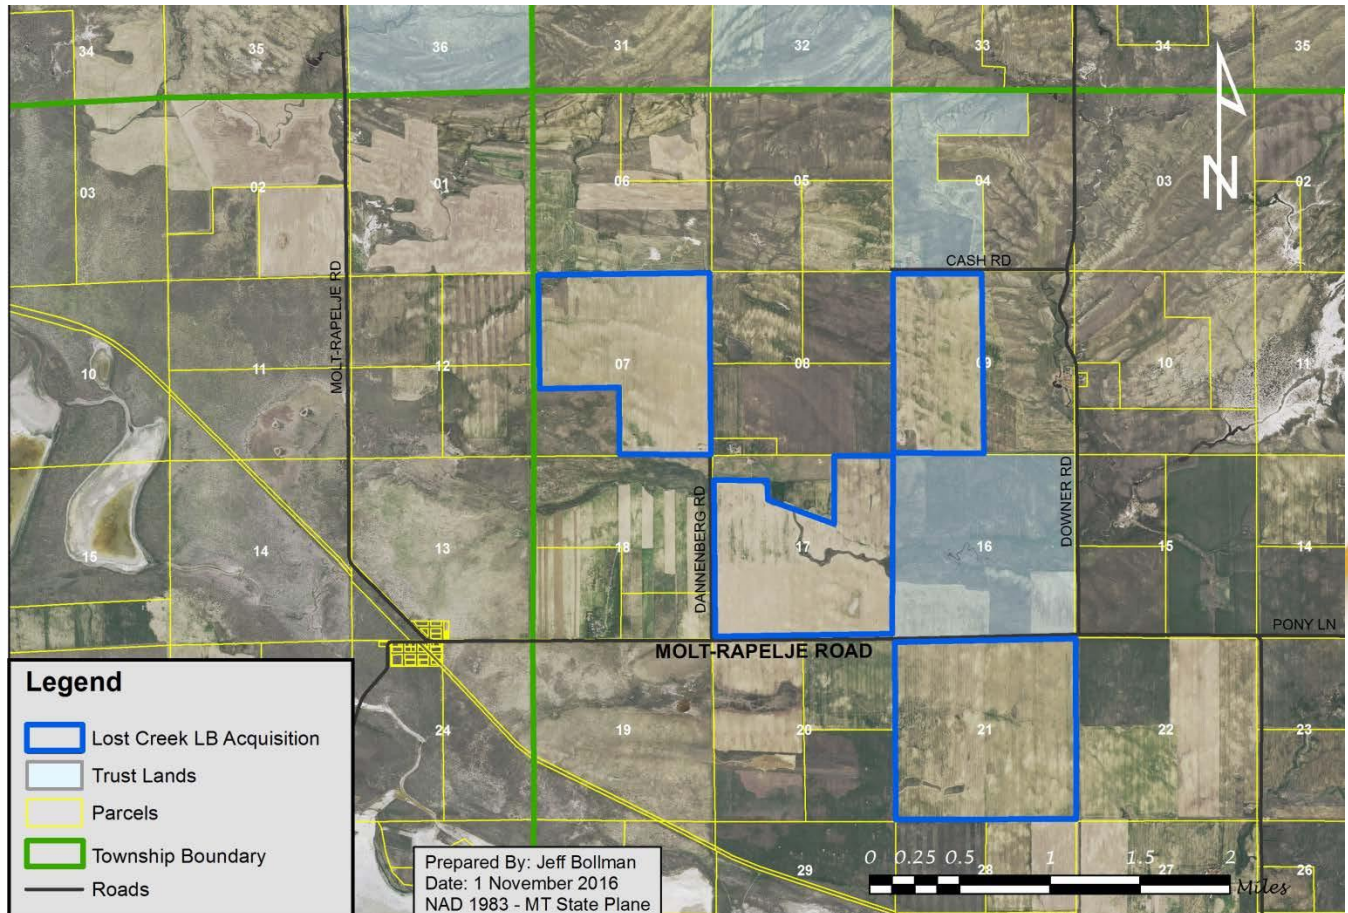 34
35
36
31
32
33
34
35
N
03
02
01
06
05
04
03
02
CASH RD
MOLT-RAPELJE RD
10
11
12
07
08
09
10
11
DANNENBERG RD
DOWNER RD
15
14
13
18
17
16
15
14
PONY LN
MOLT-RAPELJE ROAD
24
19
20
21
22
23
29
28
27
26
Legend
Lost Creek LB Acquisition
Trust Lands
Parcels
Township Boundary
Roads
Prepared By: Jeff Bollman
Date: 1 November 2016
NAD 1983 - MT State Plane
0 0.25 0.5 1 1.5 2
Miles